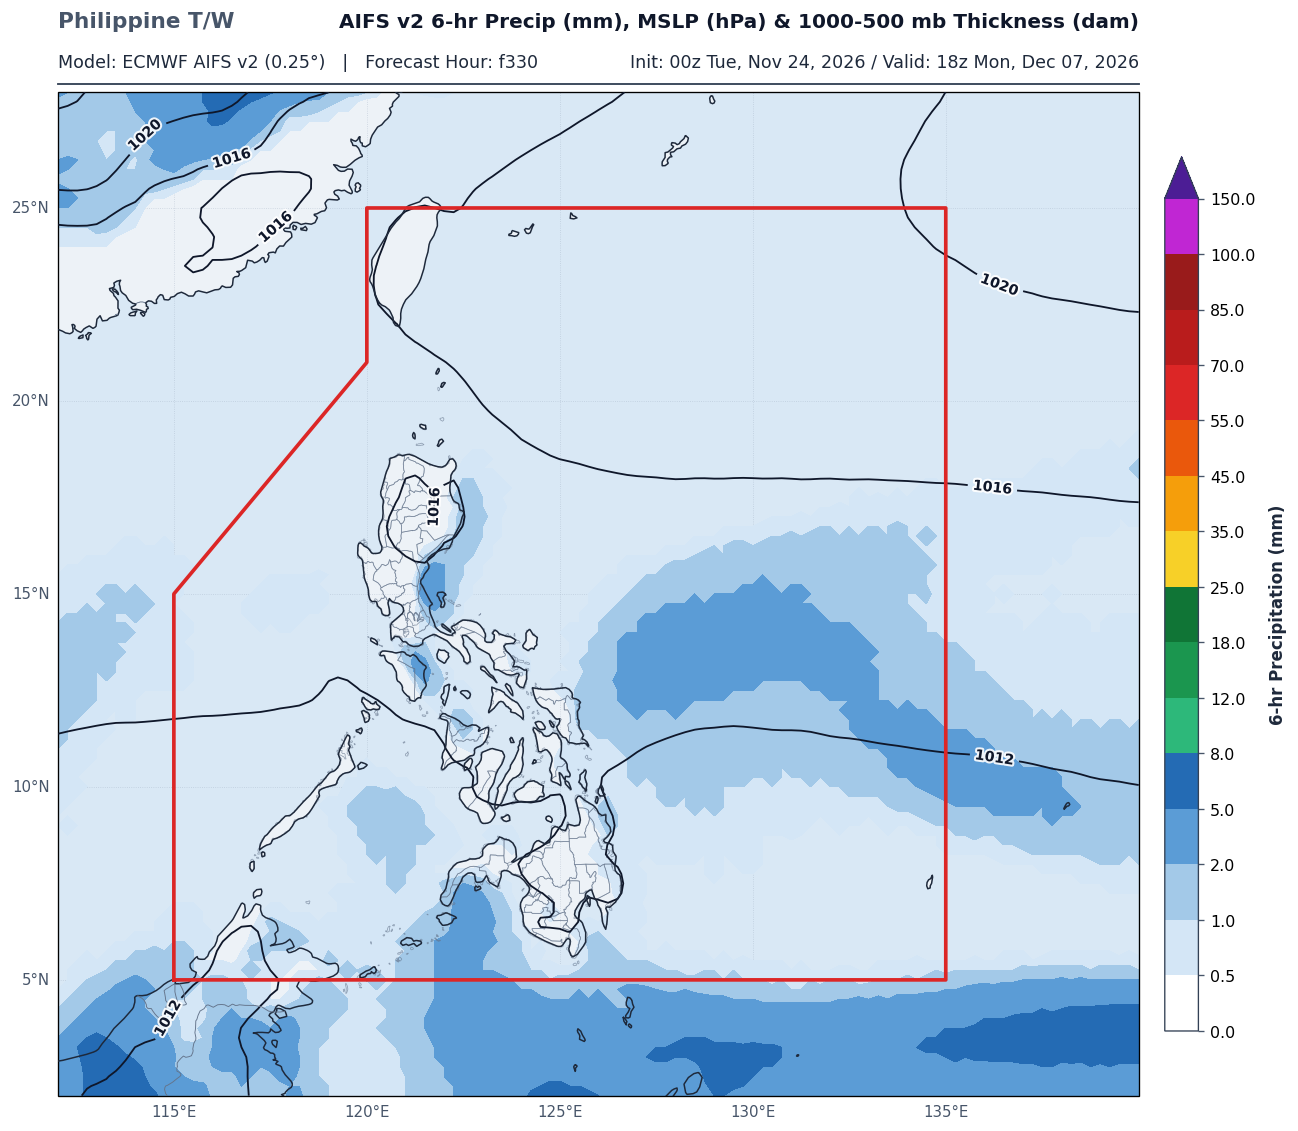 Philippine T/W
AIFS v2 6-hr Precip (mm), MSLP (hPa) & 1000-500 mb Thickness (dam)
Model: ECMWF AIFS v2 (0.25°) | Forecast Hour: f330
Init: 00z Tue, Nov 24, 2026 / Valid: 18z Mon, Dec 07, 2026
1020
1016
1016
1020
1016
1016
1012
1012
25°N
20°N
15°N
10°N
5°N
115°E
120°E
125°E
130°E
135°E
150.0
100.0
85.0
70.0
55.0
45.0
35.0
25.0
18.0
12.0
8.0
5.0
2.0
1.0
0.5
0.0
6-hr Precipitation (mm)